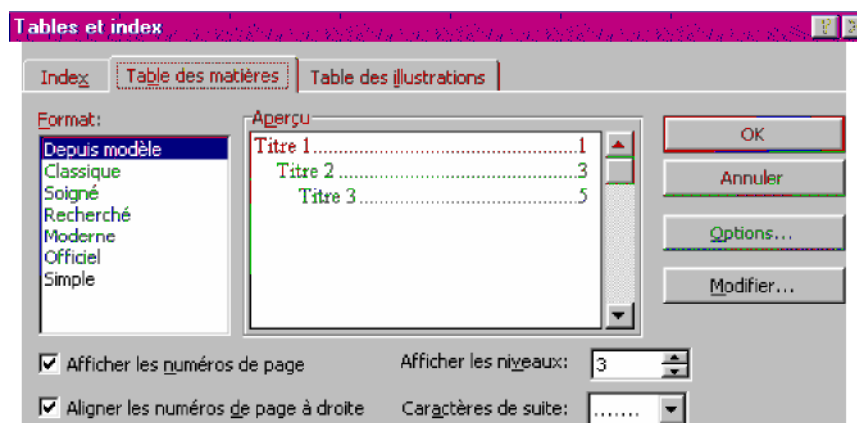 Tables et index
Index Table des matières Table des illustrations
Format:
Depuis modèle
Classique
Soigné
Recherché
Moderne
Officiel
Simple
Aperçu
Titre 1......................................................1
Titre 2 ................................................3
Titre 3............................................5
OK
Annuler
Options...
Modifier...
Afficher les numéros de page
Aligner les numéros de page à droite
Afficher les niveaux: 3
Caractères de suite: .......